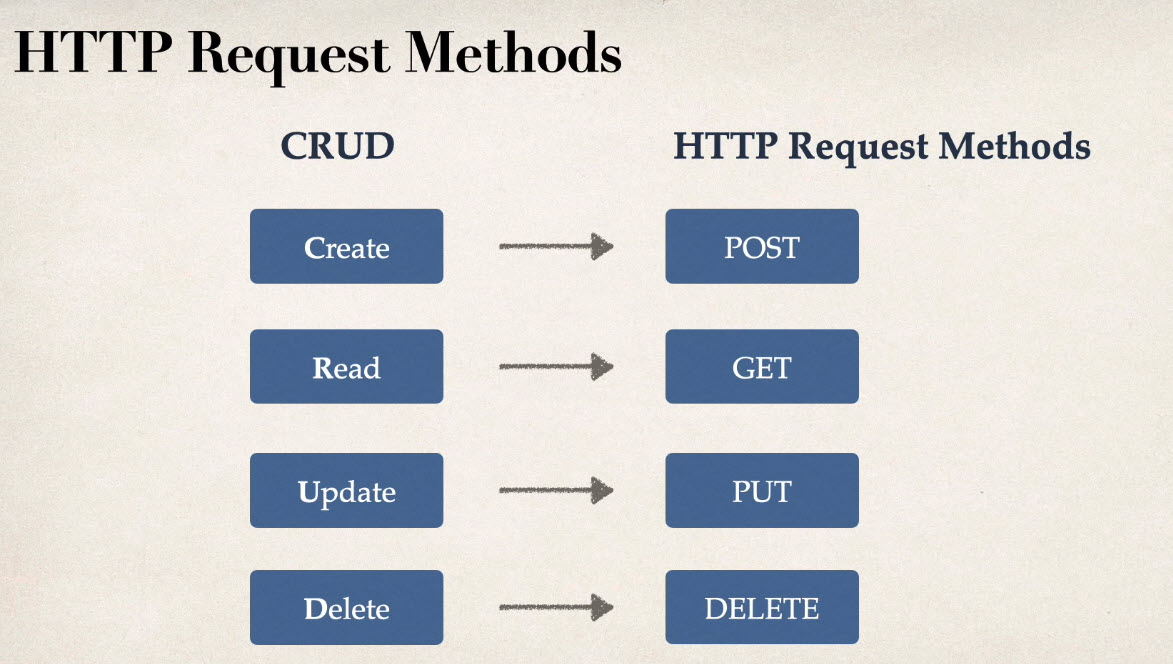 HTTP Request Methods
CRUD
HTTP Request Methods
Create
POST
Read
GET
Update
PUT
Delete
DELETE